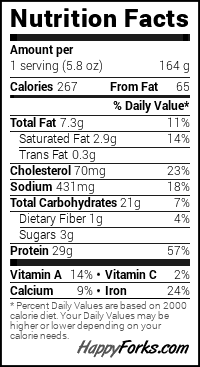 Nutrition Facts
Amount per
1 serving (5.8 oz) 164 g
Calories 267 From Fat 65
% Daily Value*
Total Fat 7.3g 11%
Saturated Fat 2.9g 14%
Trans Fat 0.3g
Cholesterol 70mg 23%
Sodium 431mg 18%
Total Carbohydrates 21g 7%
Dietary Fiber 1g 4%
Sugars 3g
Protein 29g 57%
Vitamin A 14% • Vitamin C 2%
Calcium 9% • Iron 24%
* Percent Daily Values are based on 2000
calorie diet. Your Daily Values may be
higher or lower depending on your
calorie needs.
HappyForks.com